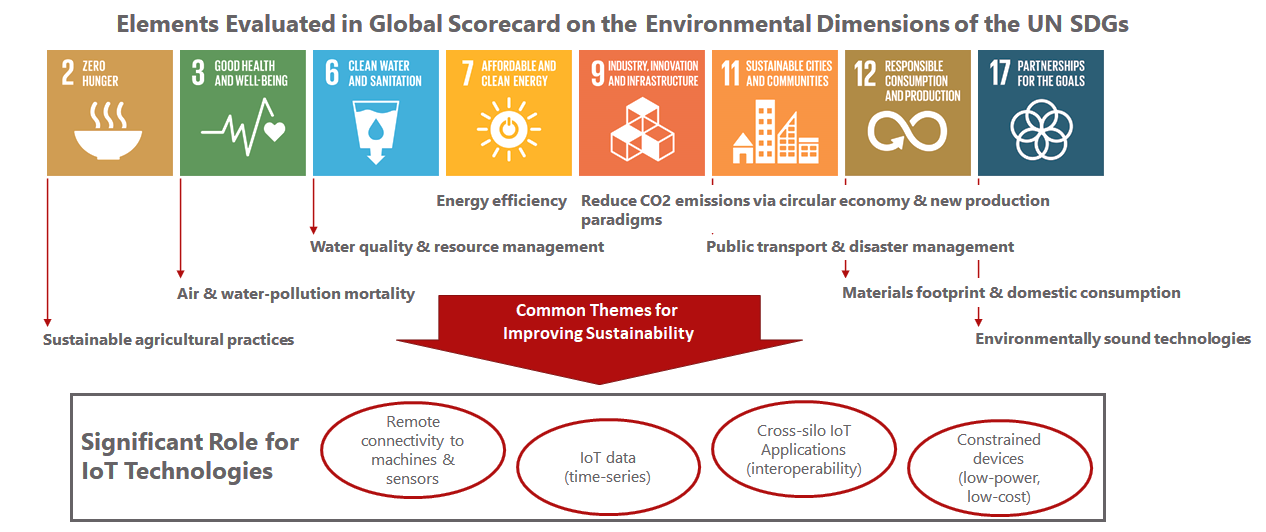 Elements Evaluated in Global Scorecard on the Environmental Dimensions of the UN SDGs
2 ZERO
HUNGER
3 GOOD HEALTH
AND WELL-BEING
6 CLEAN WATER
AND SANITATION
7 AFFORDABLE AND
CLEAN ENERGY
9 INDUSTRY, INNOVATION
AND INFRASTRUCTURE
11 SUSTAINABLE CITIES
AND COMMUNITIES
12 RESPONSIBLE
CONSUMPTION
AND PRODUCTION
17 PARTNERSHIPS
FOR THE GOALS
Energy efficiency
Reduce CO2 emissions via circular economy & new production
paradigms
Water quality & resource management
Public transport & disaster management
Air & water-pollution mortality
Materials footprint & domestic consumption
Sustainable agricultural practices
Environmentally sound technologies
Common Themes for
Improving Sustainability
Significant Role for
IoT Technologies
Remote
connectivity to
machines &
sensors
IoT data
(time-series)
Cross-silo IoT
Applications
(interoperability)
Constrained
devices
(low-power,
low-cost)